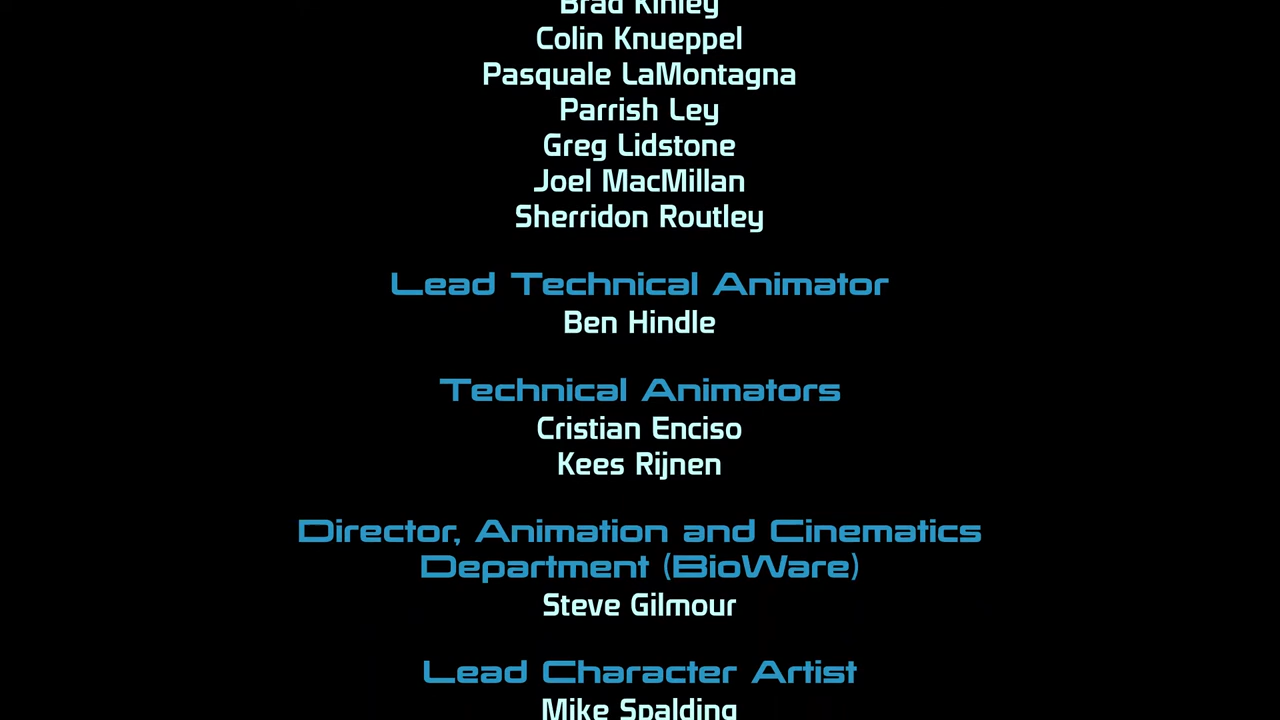 Brad Kinley
Colin Knueppel
Pasquale LaMontagna
Parrish Ley
Greg Lidstone
Joel MacMillan
Sherridon Routley
Lead Technical Animator
Ben Hindle
Technical Animators
Cristian Enciso
Kees Rijnen
Director, Animation and Cinematics
Department (BioWare)
Steve Gilmour
Lead Character Artist
Mike Spalding